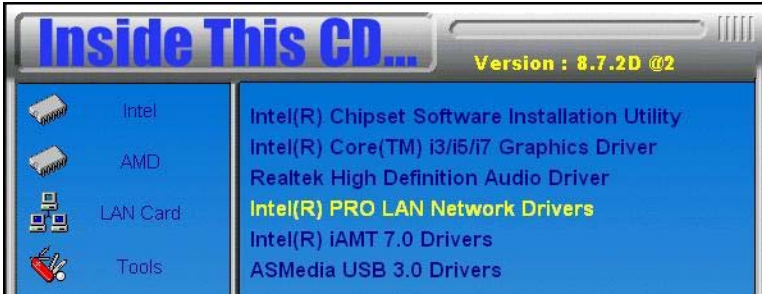 Inside This CD...
Version : 8.7.2D @2
Intel
AMD
LAN Card
Tools
Intel(R) Chipset Software Installation Utility
Intel(R) Core(TM) i3/i5/i7 Graphics Driver
Realtek High Definition Audio Driver
Intel(R) PRO LAN Network Drivers
Intel(R) iAMT 7.0 Drivers
ASMedia USB 3.0 Drivers